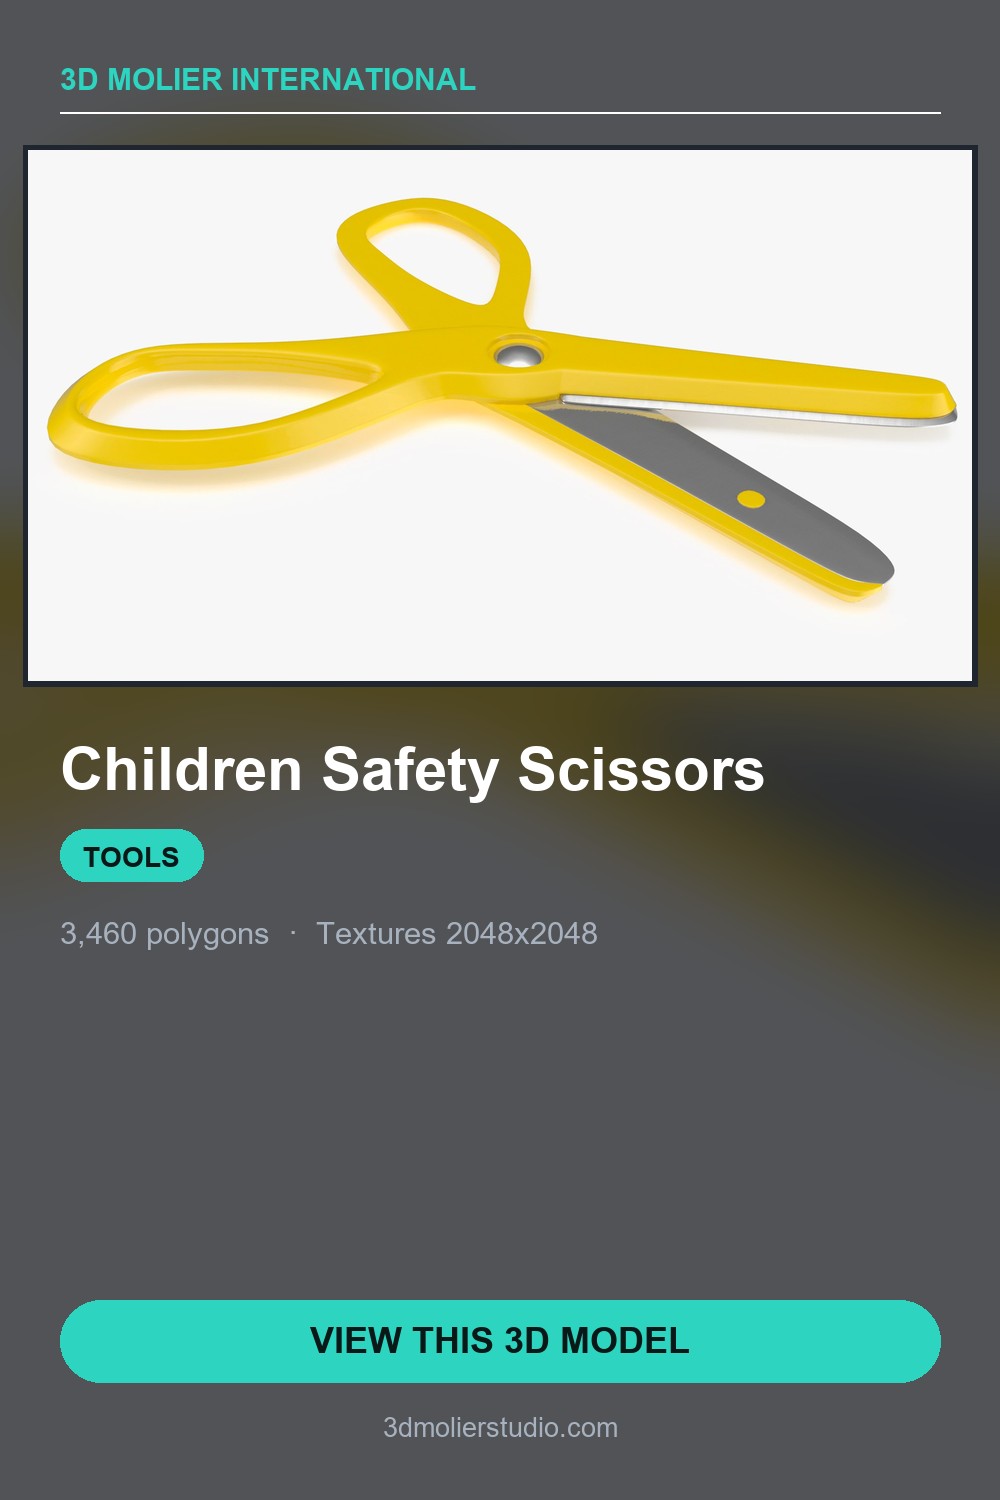 3D MOLIER INTERNATIONAL
Children Safety Scissors
TOOLS
3,460 polygons · Textures 2048x2048
VIEW THIS 3D MODEL
3dmolierstudio.com